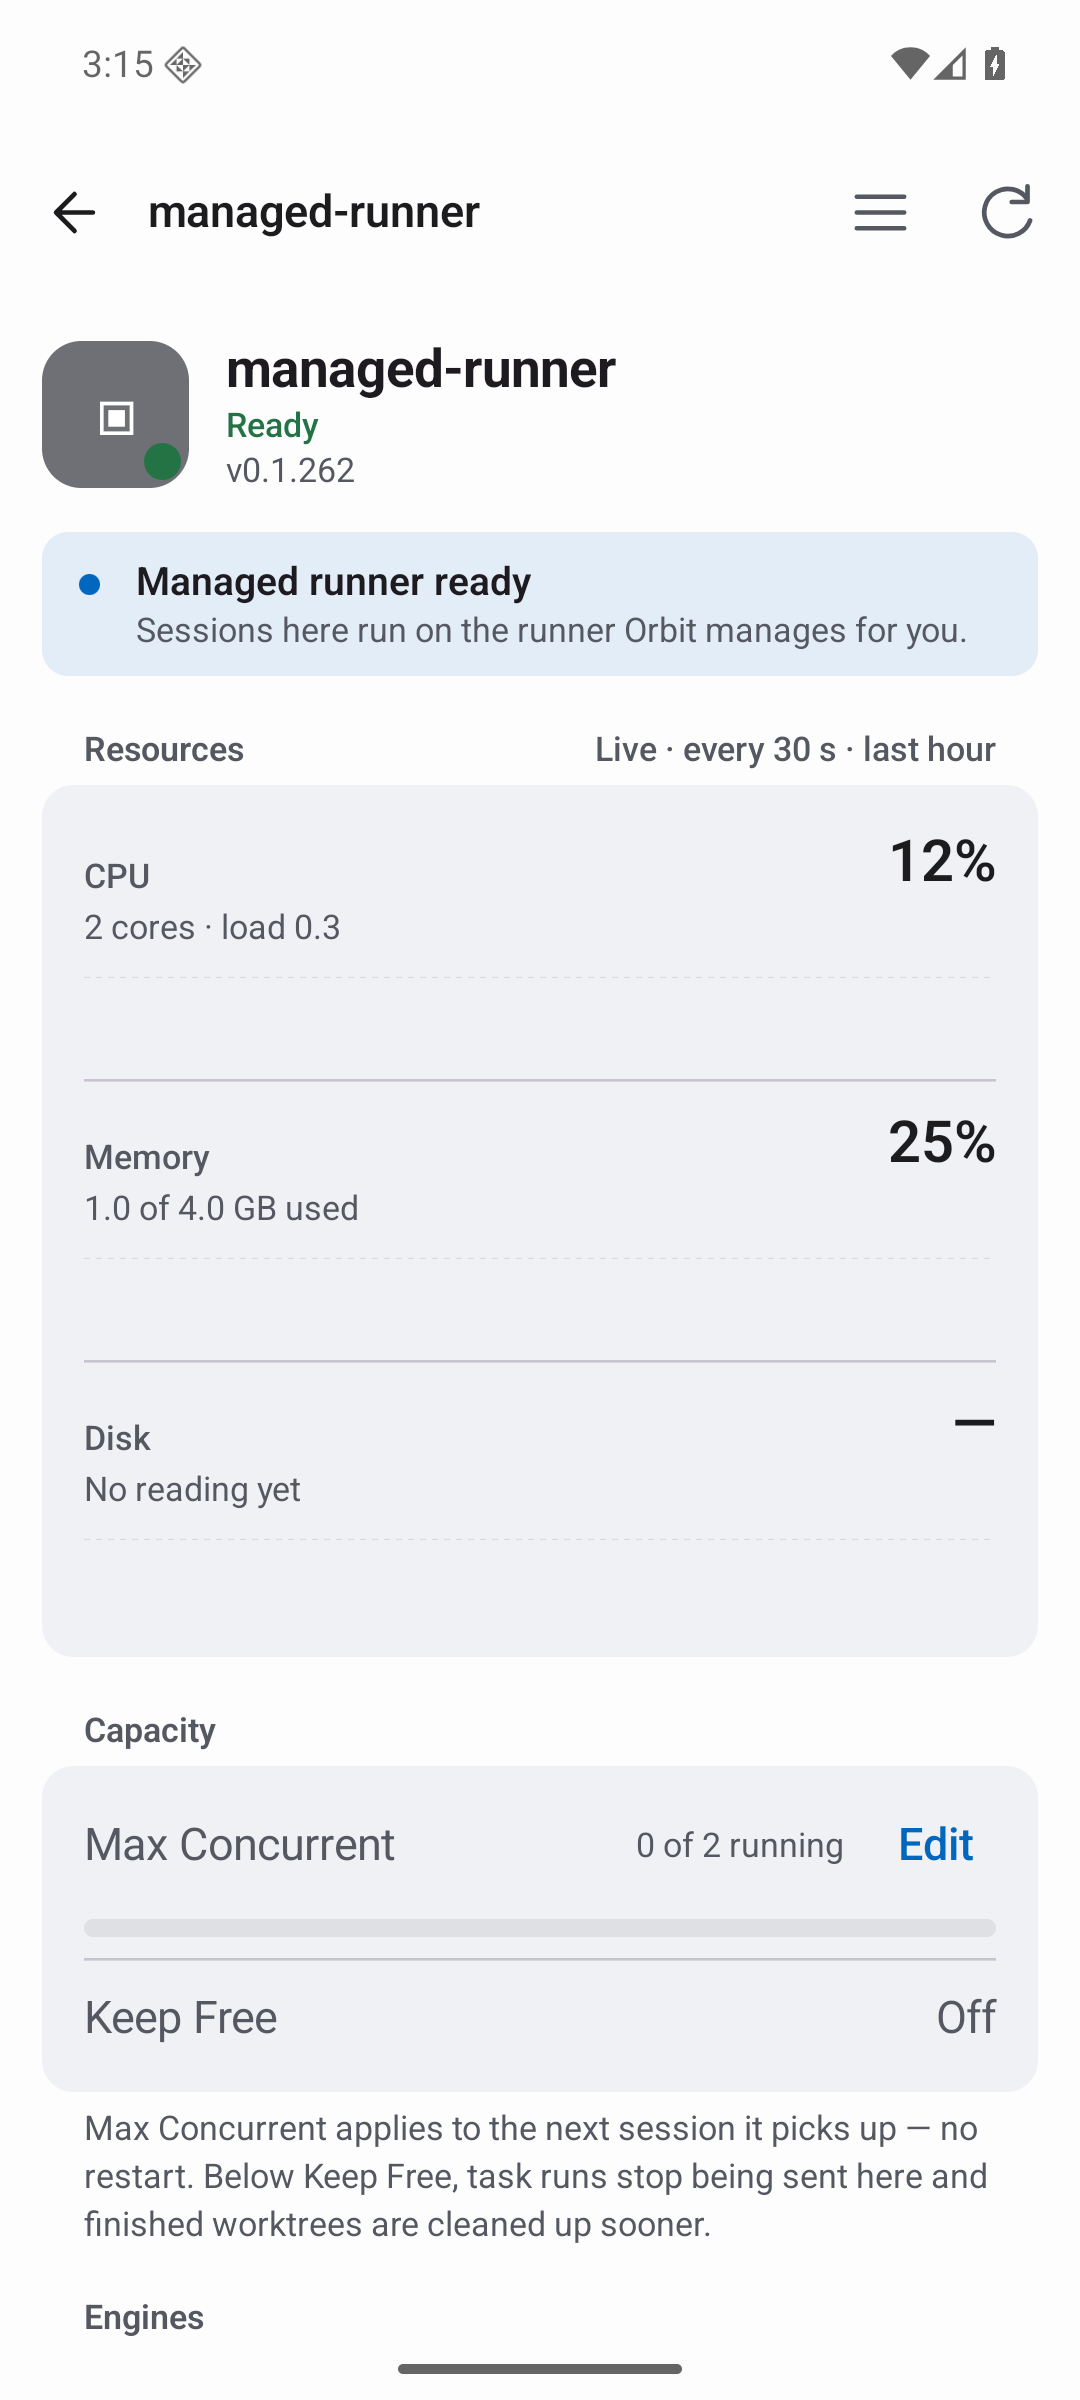 3:15
managed-runner
managed-runner
Ready
v0.1.262
Managed runner ready
Sessions here run on the runner Orbit manages for you.
Resources
Live · every 30 s · last hour
CPU
12%
2 cores · load 0.3
Memory
25%
1.0 of 4.0 GB used
Disk
—
No reading yet
Capacity
Max Concurrent
0 of 2 running
Edit
Keep Free
Off
Max Concurrent applies to the next session it picks up — no
restart. Below Keep Free, task runs stop being sent here and
finished worktrees are cleaned up sooner.
Engines